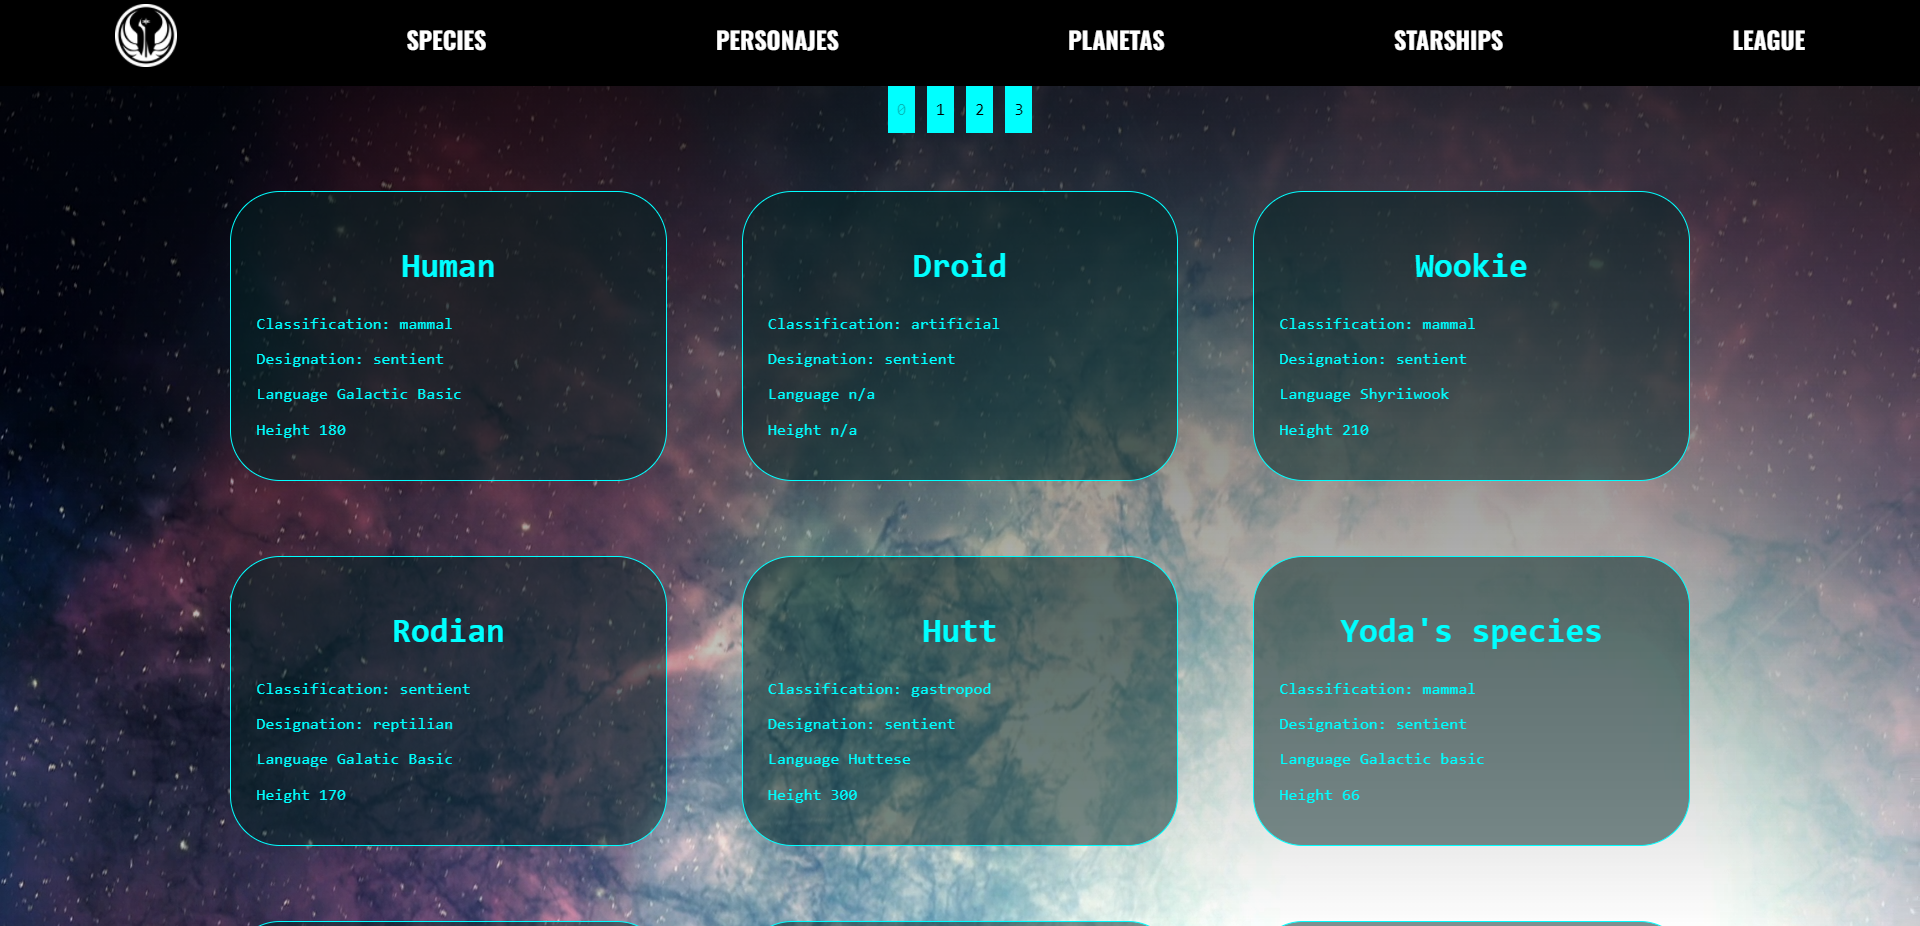 SPECIES PERSONAJES PLANETAS STARSHIPS LEAGUE
0 1 2 3
Human
Classification: mammal
Designation: sentient
Language Galactic Basic
Height 180
Droid
Classification: artificial
Designation: sentient
Language n/a
Height n/a
Wookie
Classification: mammal
Designation: sentient
Language Shyriiwook
Height 210
Rodian
Classification: sentient
Designation: reptilian
Language Galatic Basic
Height 170
Hutt
Classification: gastropod
Designation: sentient
Language Huttese
Height 300
Yoda's species
Classification: mammal
Designation: sentient
Language Galactic basic
Height 66